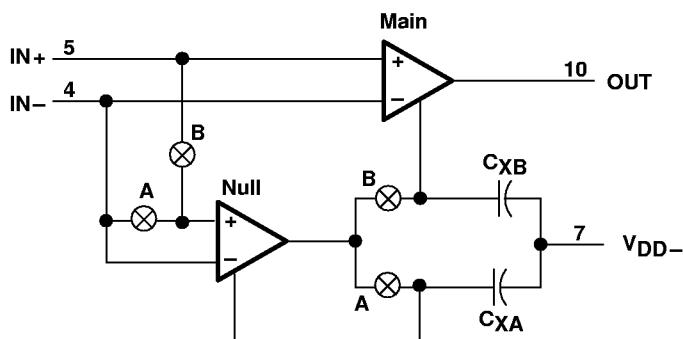 Main
IN+ 5
+
10 OUT
IN− 4
−
B
B
CXB
A
Null
+
7 VDD−
−
A
CXA